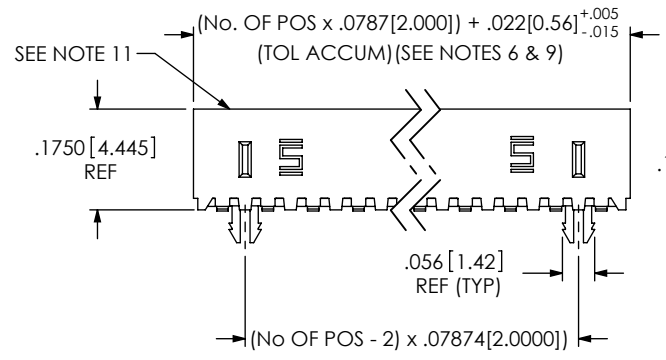 (No. OF POS x .0787[2.000]) + .022[0.56] +.005 -.015
(TOL ACCUM)(SEE NOTES 6 & 9)
SEE NOTE 11
.1750 [4.445]
REF
.056 [1.42]
REF (TYP)
(No OF POS - 2) x .07874[2.0000])